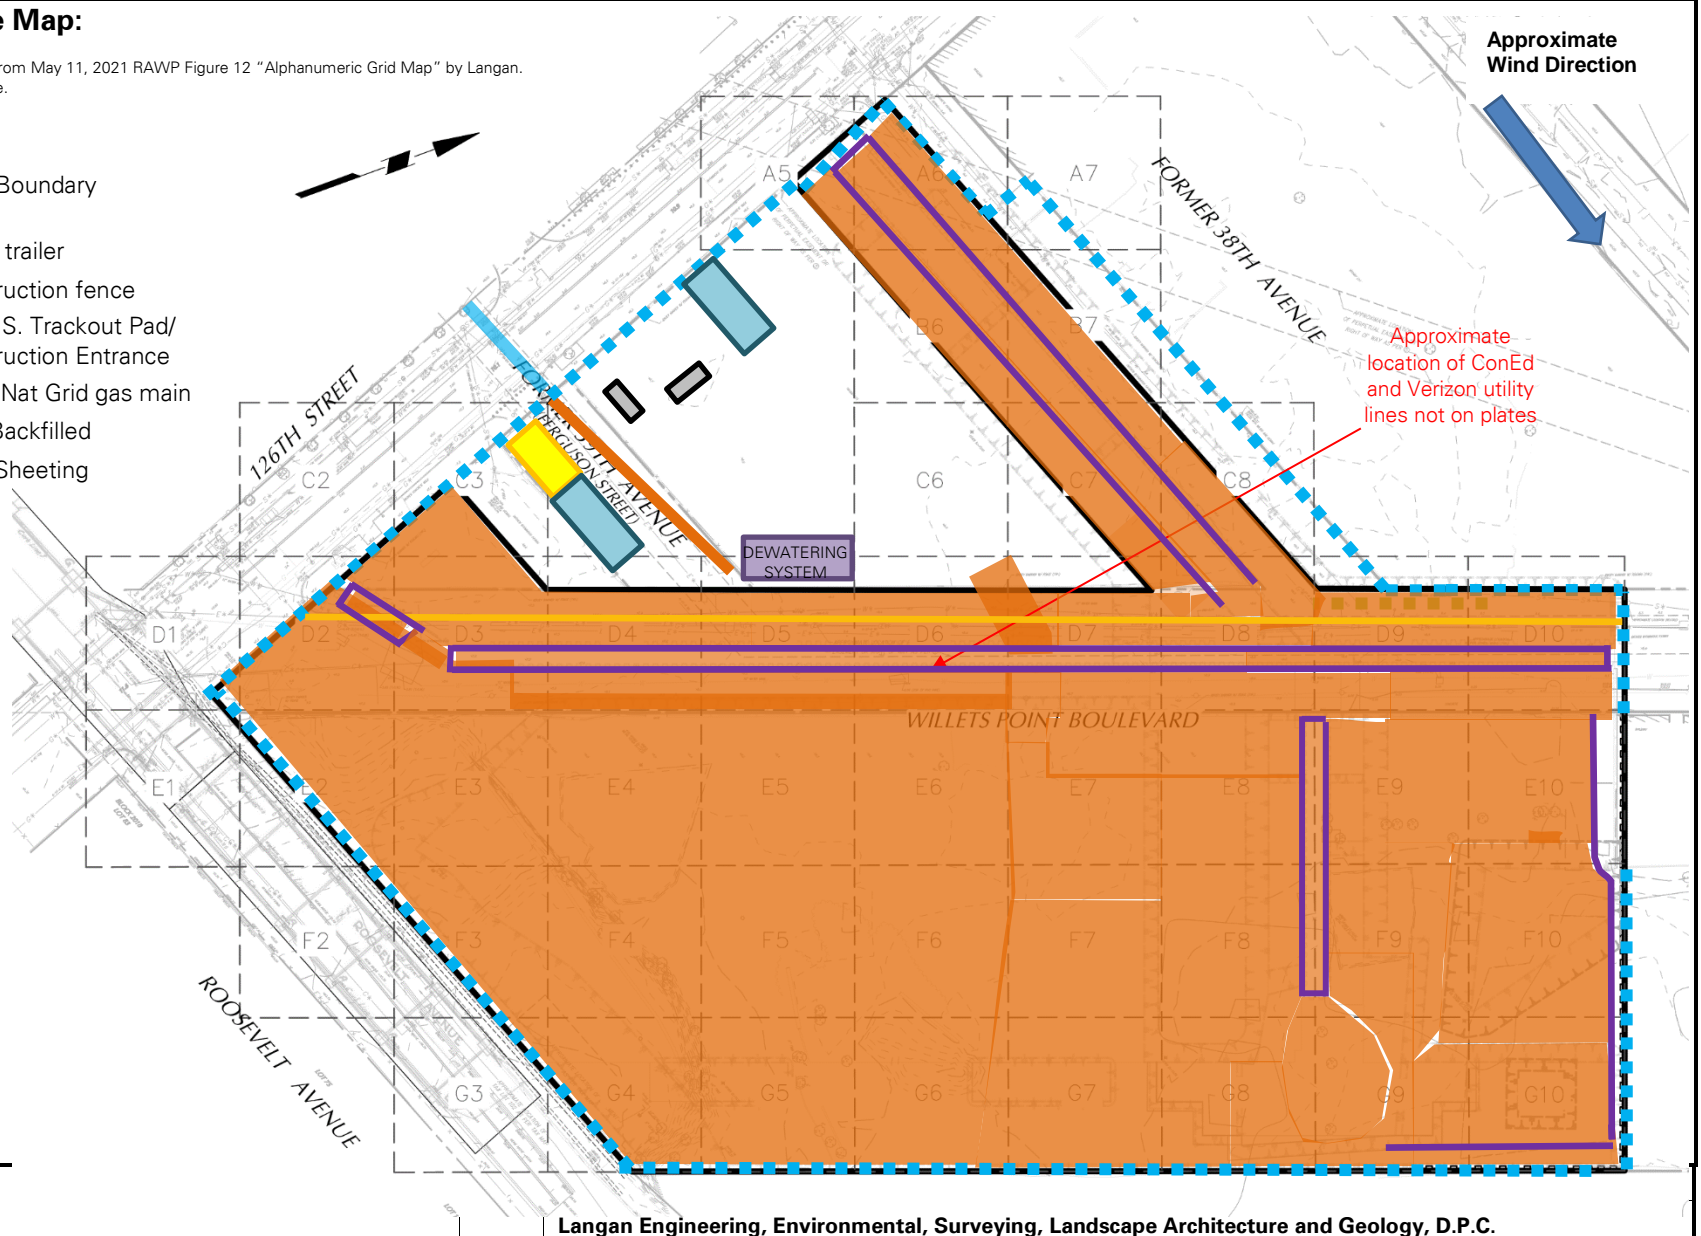 e Map:
rom May 11, 2021 RAWP Figure 12 “Alphanumeric Grid Map” by Langan.
e.
Boundary
trailer
ruction fence
S. Trackout Pad/
ruction Entrance
Nat Grid gas main
Backfilled
Sheeting
Approximate
Wind Direction
A5
A6
A7
FORMER 38TH AVENUE
B6
B7
Approximate
location of ConEd
and Verizon utility
lines not on plates
126TH STREET
AVENUE
(FERGUSON STREET)
C2
C3
C6
C7
C8
DEWATERING
SYSTEM
D1
D2
D3
D4
D5
D6
D7
D8
D9
D10
WILLETS POINT BOULEVARD
E1
E2
E3
E4
E5
E6
E7
E8
E9
E10
F2
F3
F4
F5
F6
F7
F8
F9
F10
ROOSEVELT AVENUE
G3
G4
G5
G6
G7
G8
G9
G10
Langan Engineering, Environmental, Surveying, Landscape Architecture and Geology, D.P.C.